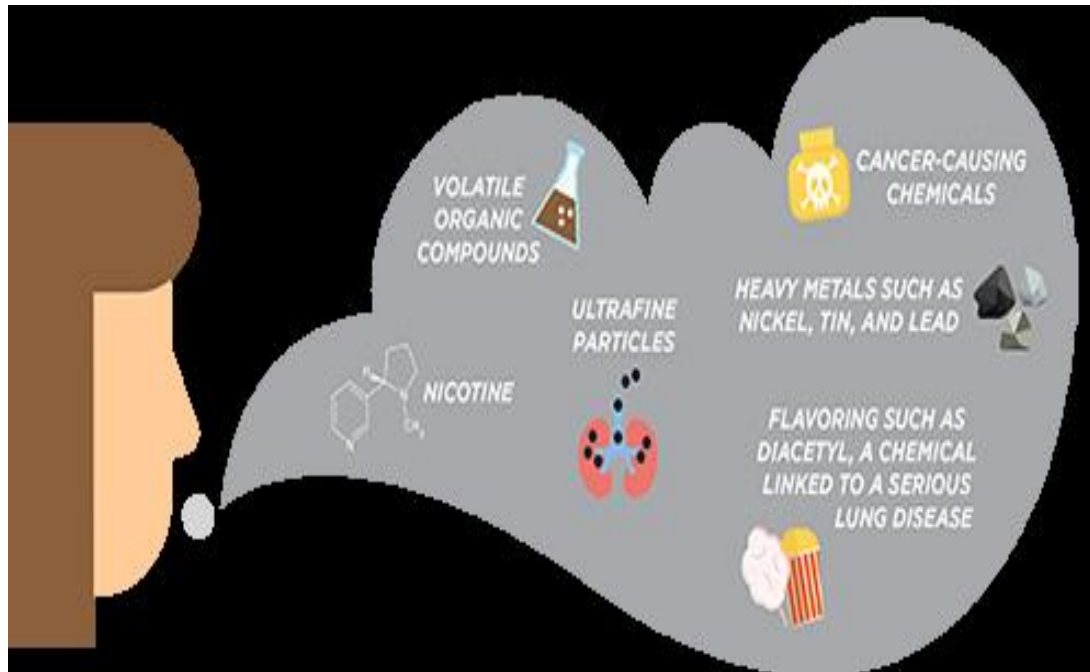 VOLATILE
ORGANIC
COMPOUNDS
CANCER-CAUSING
CHEMICALS
ULTRAFINE
PARTICLES
HEAVY METALS SUCH AS
NICKEL, TIN, AND LEAD
NICOTINE
FLAVORING SUCH AS
DIACETYL, A CHEMICAL
LINKED TO A SERIOUS
LUNG DISEASE